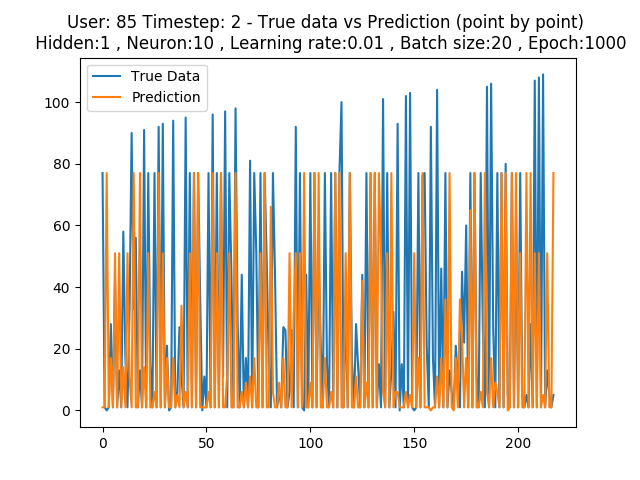 User: 85 Timestep: 2 - True data vs Prediction (point by point)
Hidden:1 , Neuron:10 , Learning rate:0.01 , Batch size:20 , Epoch:1000
True Data
Prediction
100
80
60
40
20
0
0 50 100 150 200